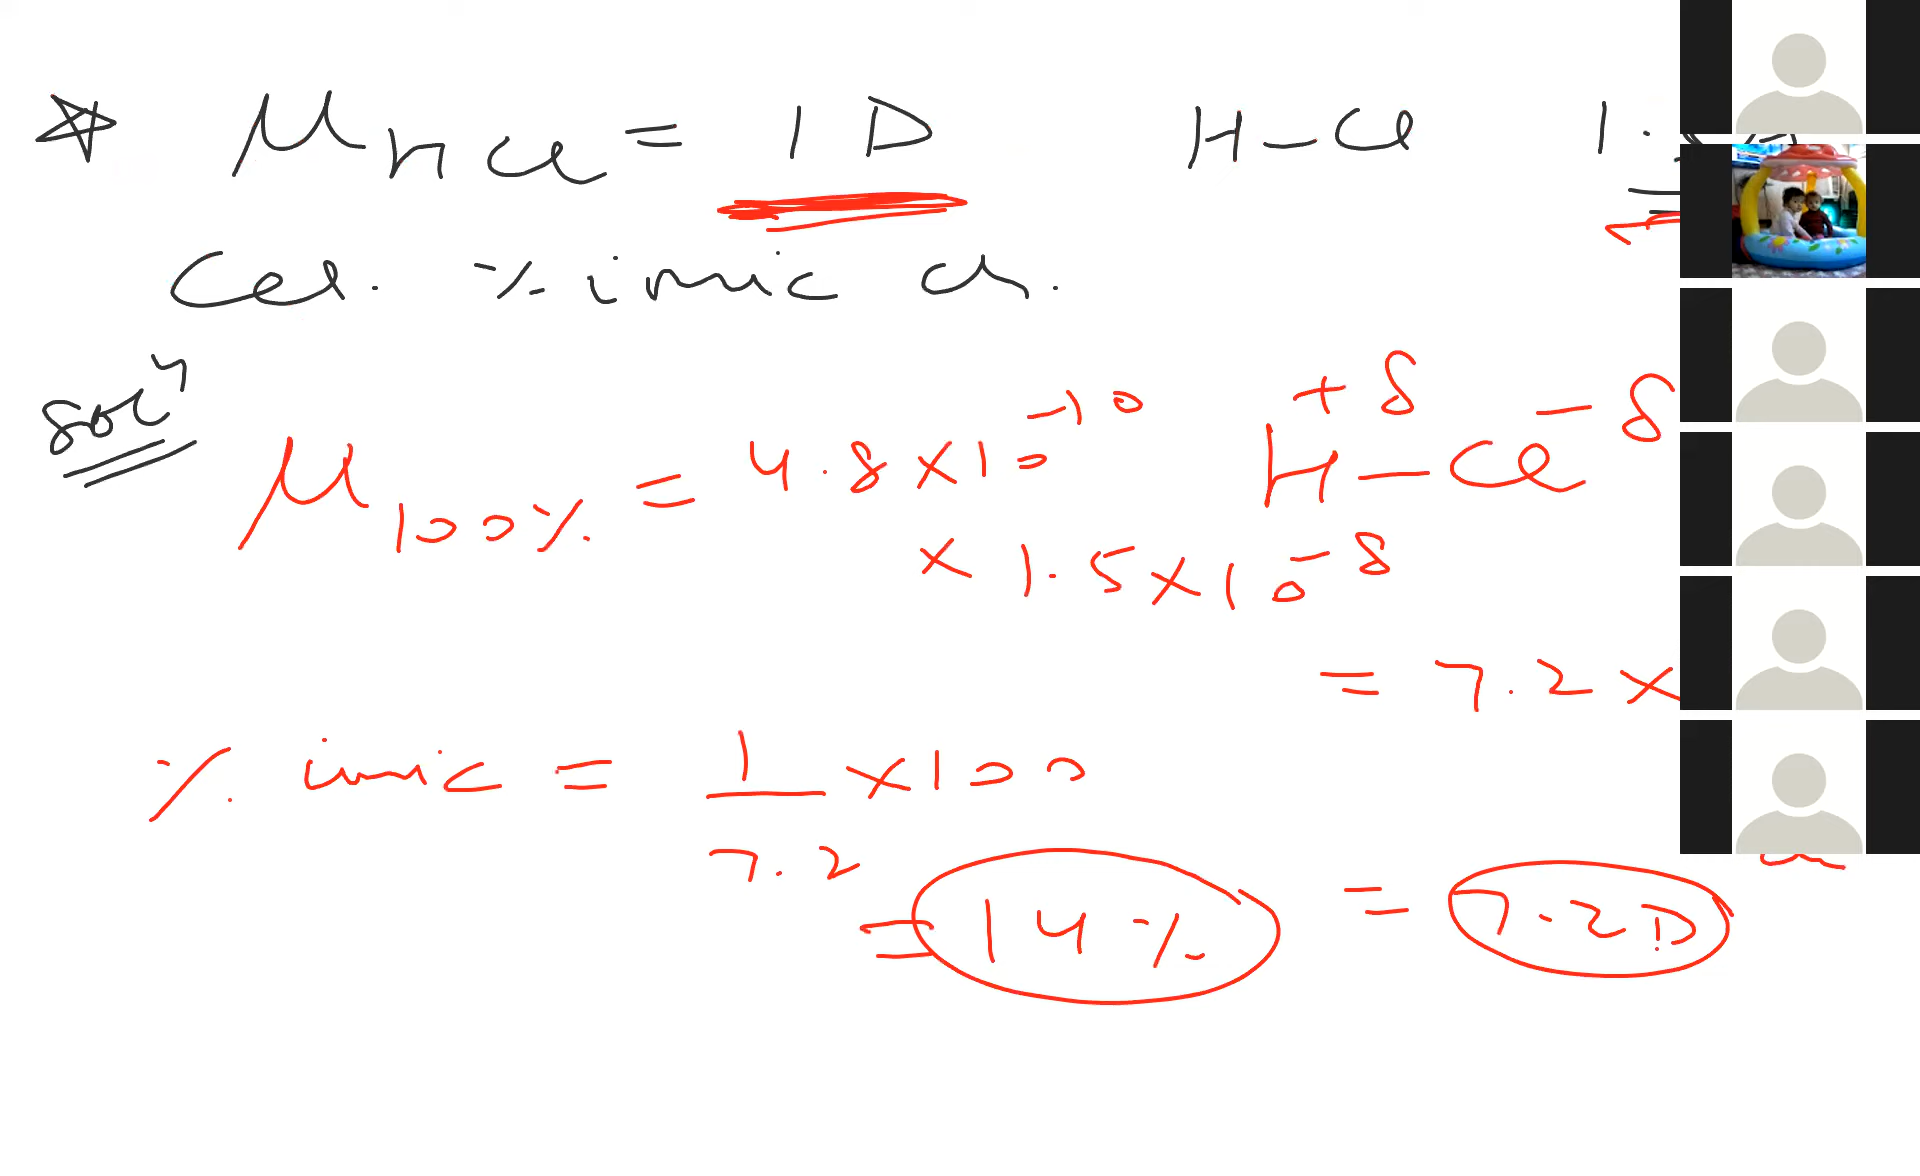 μHCl = 1 D H–Cl 1.
Cal. % ionic ch.
Solⁿ
+δ −δ
μ100% = 4.8×10⁻¹⁰ H–Cl
× 1.5×10⁻⁸
= 7.2×
% ionic = 1/7.2 ×100
= 14% = 7.2D